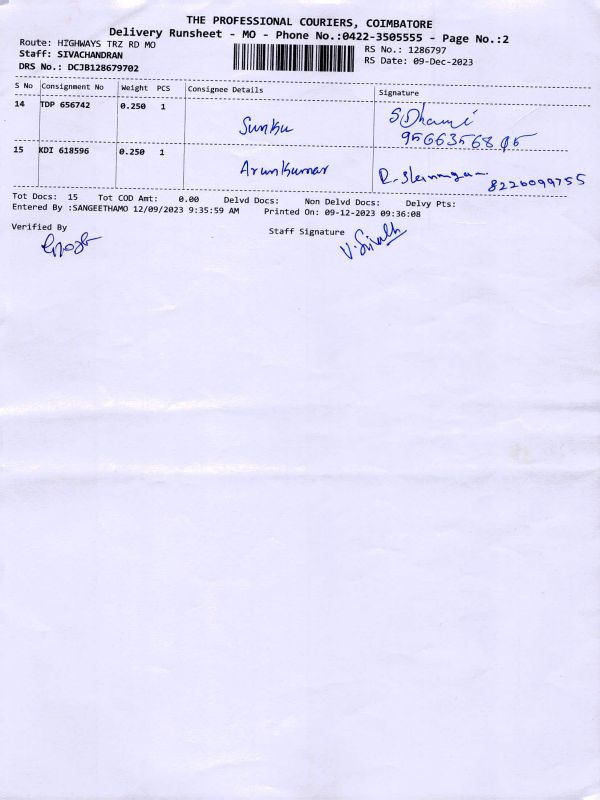 THE PROFESSIONAL COURIERS, COIMBATORE
Delivery Runsheet - MO - Phone No.:0422-3505555 - Page No.:2
Route: HIGHWAYS TRZ RD MO
RS No.: 1286797
Staff: SIVACHANDRAN
RS Date: 09-Dec-2023
DRS No.: DCJB128679702
S No Consignment No Weight PCS Consignee Details Signature
14 TDP 656742 0.250 1
Sunku
S Dhami
15 KDI 618596 0.250 1
ArunKumar
R.
8226099755
Tot Docs: 15 Tot COD Amt: 0.00 Delvd Docs: Non Delvd Docs: Delvy Pts:
Entered By :SANGEETHAMO 12/09/2023 9:35:59 AM Printed On: 09-12-2023 09:36:08
Verified By
Staff Signature